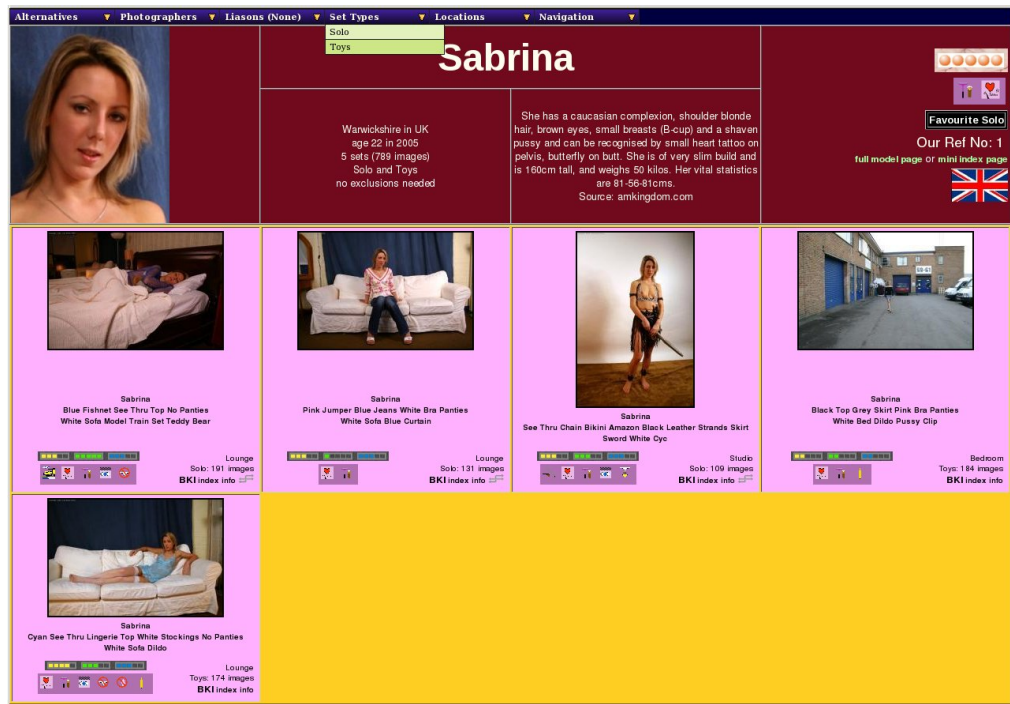 Alternatives
Photographers
Liasons (None)
Set Types
Locations
Navigation
Solo
Toys
Sabrina
Warwickshire in UK
age 22 in 2005
5 sets (789 images)
Solo and Toys
no exclusions needed
She has a caucasian complexion, shoulder blonde
hair, brown eyes, small breasts (B-cup) and a shaven
pussy and can be recognised by small heart tattoo on
pelvis, butterfly on butt. She is of very slim build and
is 160cm tall, and weighs 50 kilos. Her vital statistics
are 81-56-81cms.
Source: amkingdom.com
Favourite Solo
Our Ref No: 1
full model page or mini index page
Sabrina
Blue Fishnet See Thru Top No Panties
White Sofa Model Train Set Teddy Bear
Lounge
Solo: 191 images
BKI index info
Sabrina
Pink Jumper Blue Jeans White Bra Panties
White Sofa Blue Curtain
Lounge
Solo: 131 images
BKI index info
Sabrina
See Thru Chain Bikini Amazon Black Leather Strands Skirt
Sword White Cyc
Studio
Solo: 109 images
BKI index info
Sabrina
Black Top Grey Skirt Pink Bra Panties
White Bed Dildo Pussy Clip
Bedroom
Toys: 184 images
BKI index info
Sabrina
Cyan See Thru Lingerie Top White Stockings No Panties
White Sofa Dildo
Lounge
Toys: 174 images
BKI index info